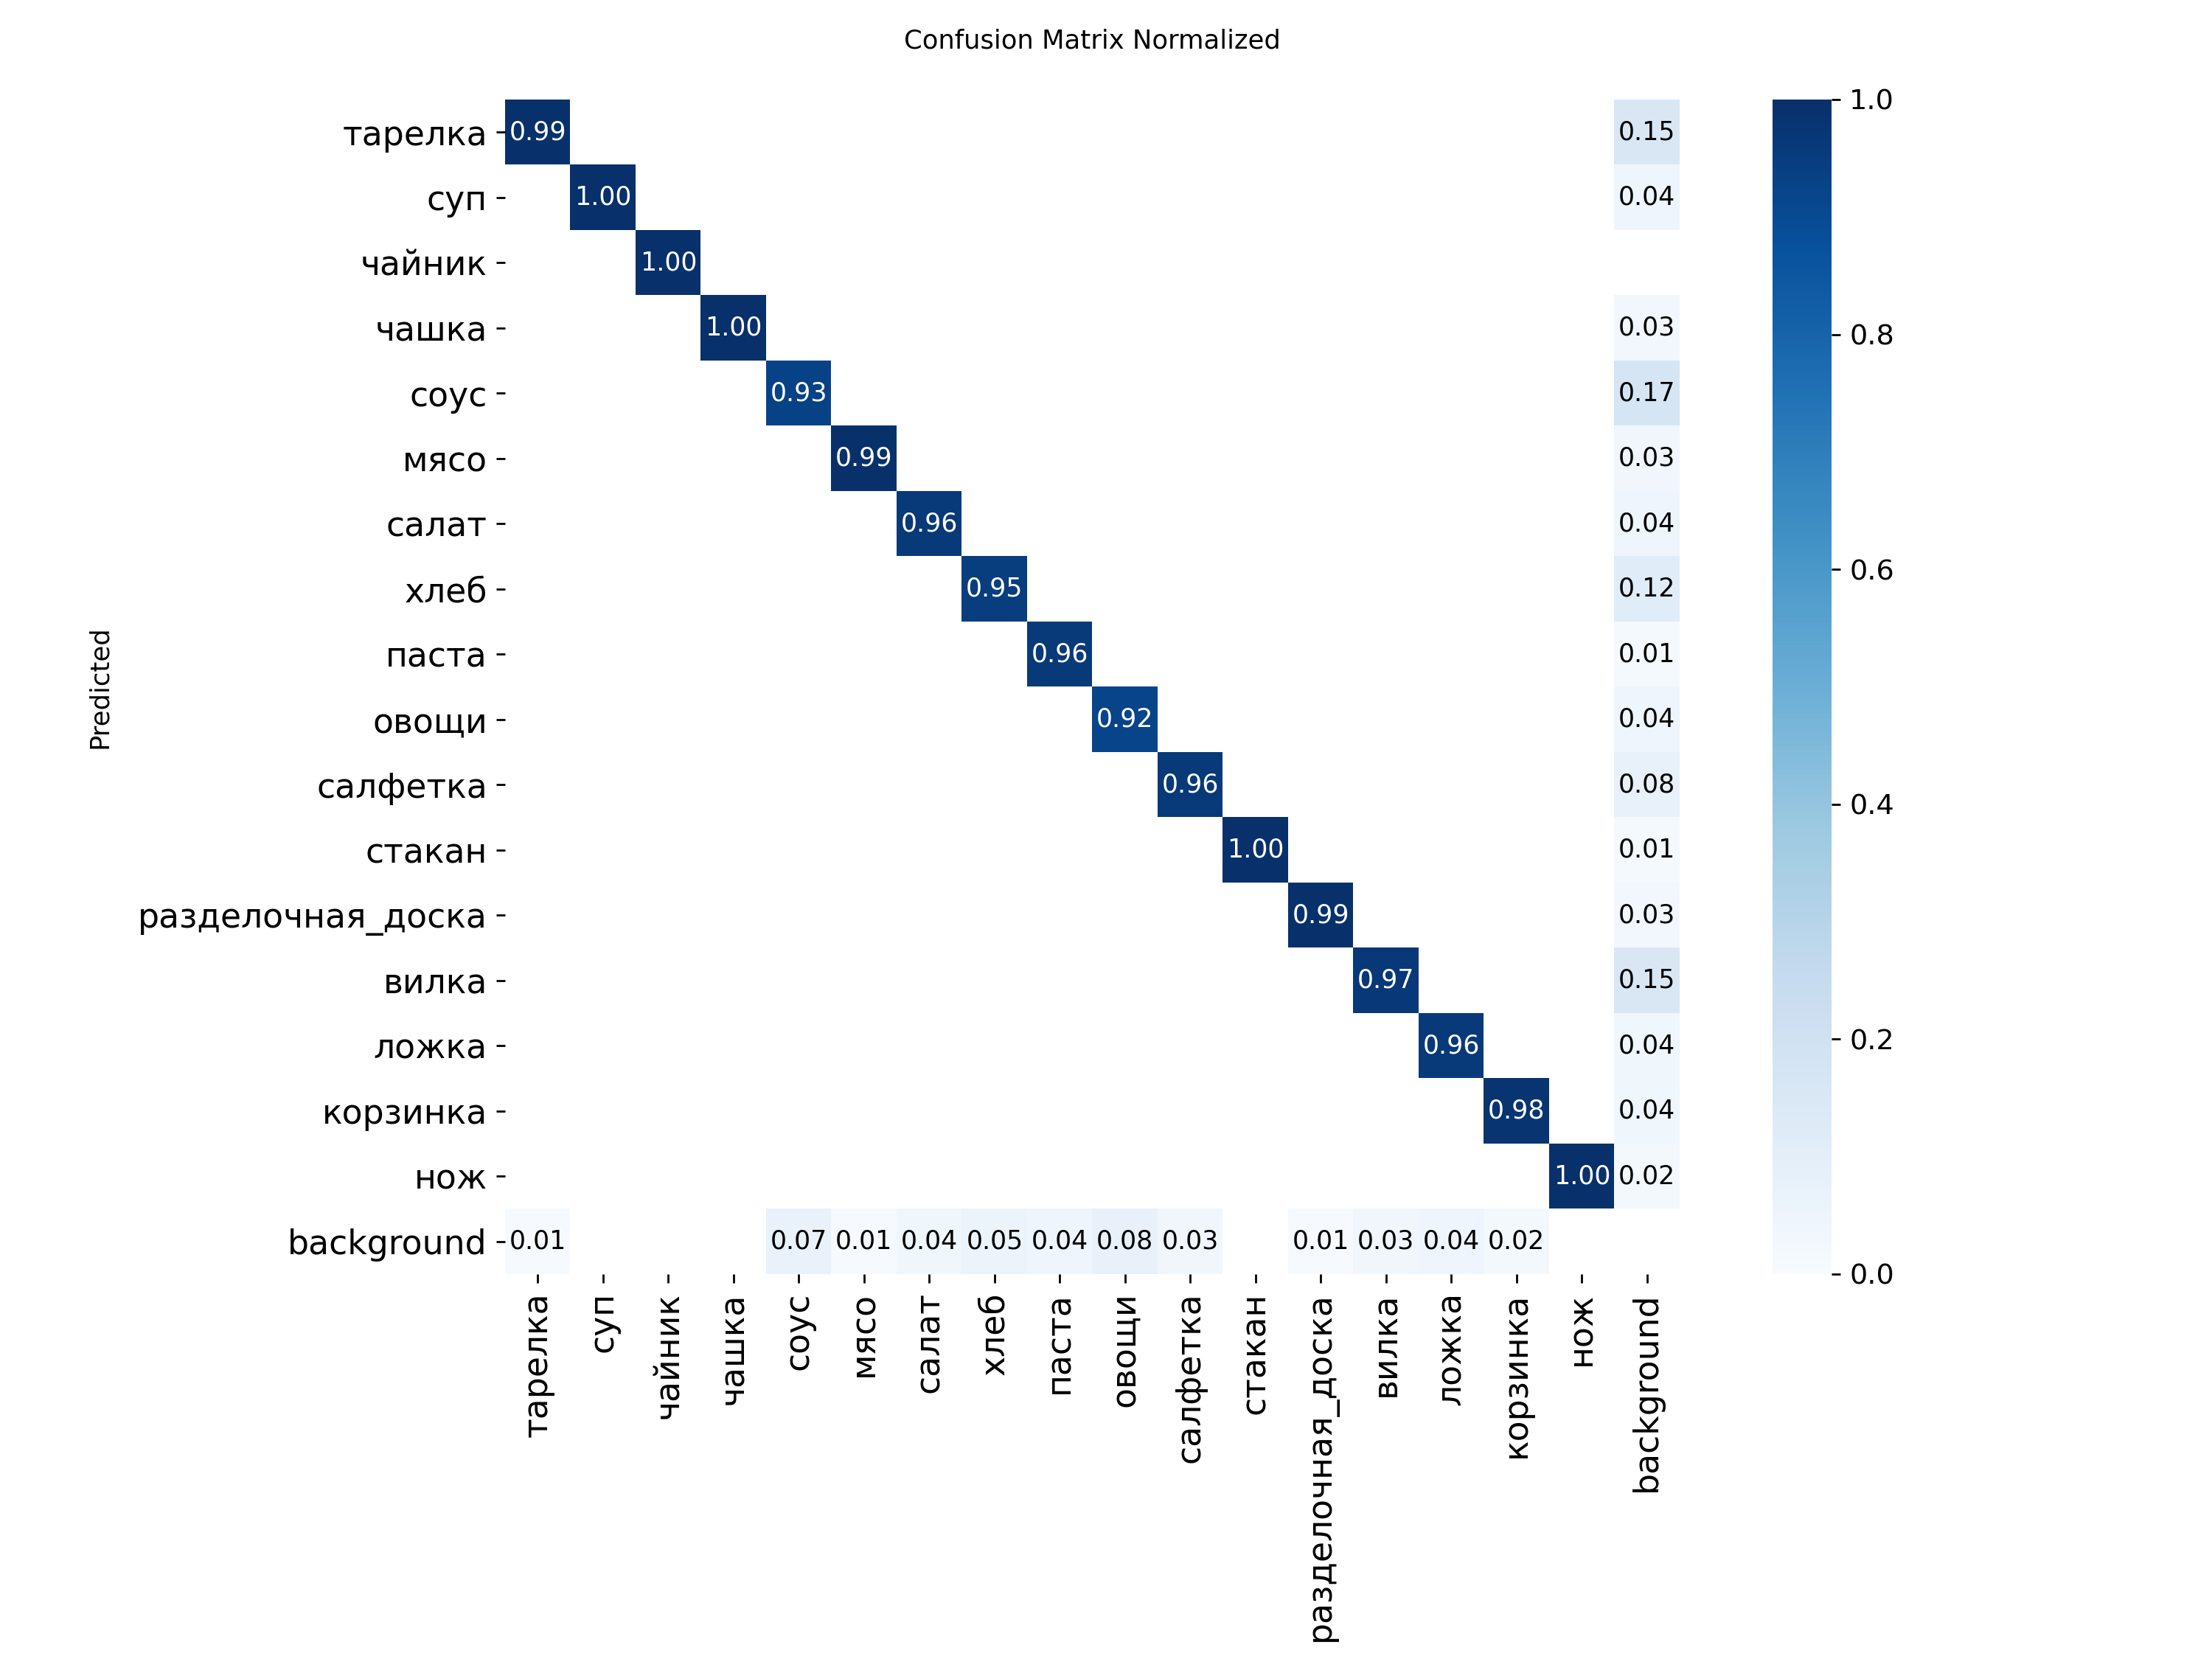 Confusion Matrix Normalized
тарелка 0.99 0.15 1.0
суп 1.00 0.04
чайник 1.00
чашка 1.00 0.03 0.8
соус 0.93 0.17
мясо 0.99 0.03
салат 0.96 0.04
хлеб 0.95 0.12 0.6
паста 0.96 0.01
Predicted
овощи 0.92 0.04
салфетка 0.96 0.08 0.4
стакан 1.00 0.01
разделочная_доска 0.99 0.03
вилка 0.97 0.15
ложка 0.96 0.04 0.2
корзинка 0.98 0.04
нож 1.00 0.02
background 0.01 0.07 0.01 0.04 0.05 0.04 0.08 0.03 0.01 0.03 0.04 0.02 0.0
тарелка
суп
чайник
чашка
соус
мясо
салат
хлеб
паста
овощи
салфетка
стакан
разделочная_доска
вилка
ложка
корзинка
нож
background